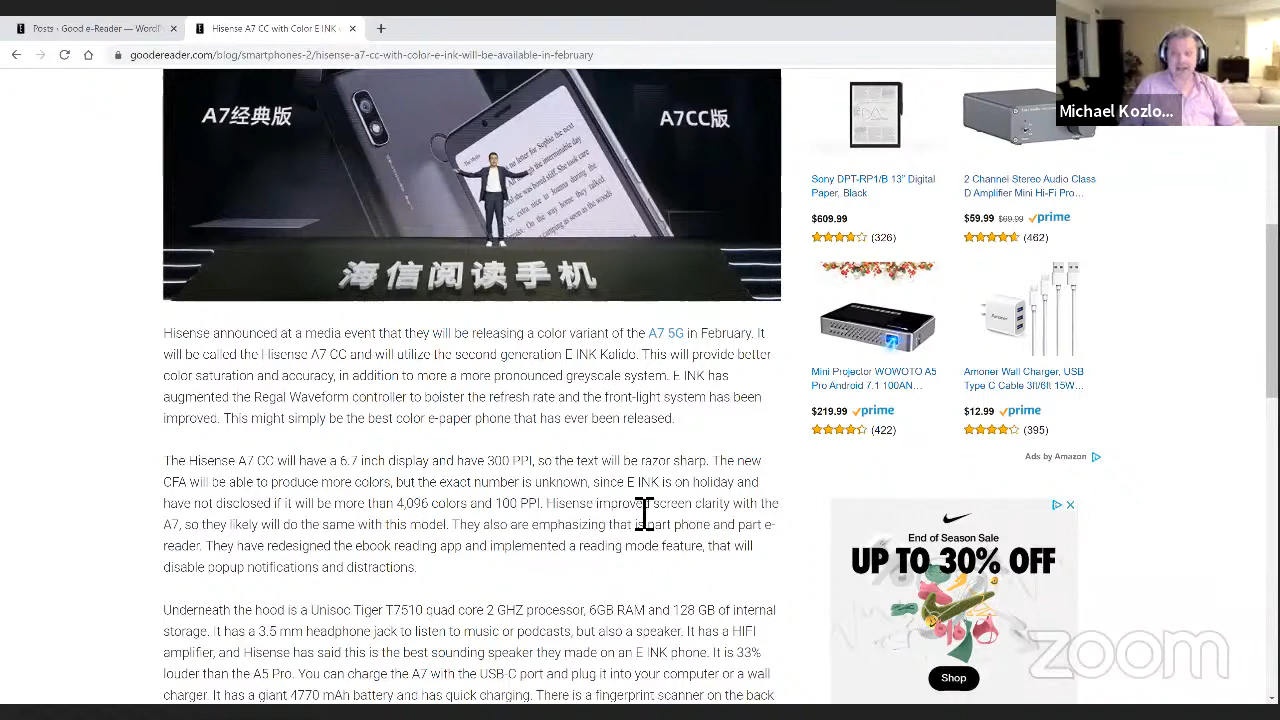 Posts ‹ Good e-Reader — WordP
Hisense A7 CC with Color E INK w
goodereader.com/blog/smartphones-2/hisense-a7-cc-with-color-e-ink-will-be-available-in-february
Michael Kozlo...
A7经典版
A7CC版
海信阅读手机
Hisense announced at a media event that they will be releasing a color variant of the A7 5G in February. It
will be called the Hisense A7 CC and will utilize the second generation E INK Kalido. This will provide better
color saturation and accuracy, in addition to more a more pronounced greyscale system. E INK has
augmented the Regal Waveform controller to bolster the refresh rate and the front-light system has been
improved. This might simply be the best color e-paper phone that has ever been released.
The Hisense A7 CC will have a 6.7 inch display and have 300 PPI, so the text will be razor sharp. The new
CFA will be able to produce more colors, but the exact number is unknown, since E INK is on holiday and
have not disclosed if it will be more than 4,096 colors and 100 PPI. Hisense improved screen clarity with the
A7, so they likely will do the same with this model. They also are emphasizing that is part phone and part e-
reader. They have redesigned the ebook reading app and implemented a reading mode feature, that will
disable popup notifications and distractions.
Underneath the hood is a Unisoc Tiger T7510 quad core 2 GHZ processor, 6GB RAM and 128 GB of internal
storage. It has a 3.5 mm headphone jack to listen to music or podcasts, but also a speaker. It has a HIFI
amplifier, and Hisense has said this is the best sounding speaker they made on an E INK phone. It is 33%
louder than the A5 Pro. You can charge the A7 with the USB-C port and plug it into your computer or a wall
charger. It has a giant 4770 mAh battery and has quick charging. There is a fingerprint scanner on the back
Sony DPT-RP1/B 13” Digital
Paper, Black
$609.99
(326)
2 Channel Stereo Audio Class
D Amplifier Mini Hi-Fi Pro…
$59.99 $69.99 prime
(462)
Mini Projector WOWOTO A5
Pro Android 7.1 100AN…
$219.99 prime
(422)
Amoner Wall Charger, USB
Type C Cable 3ft/6ft 15W…
$12.99 prime
(395)
Ads by Amazon
End of Season Sale
UP TO 30% OFF
Shop
zoom